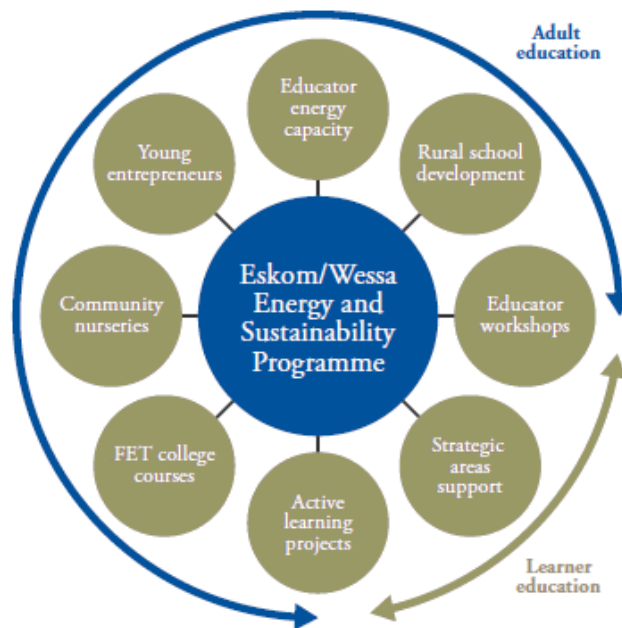 Adult
education
Educator
energy
capacity
Young
entrepreneurs
Rural school
development
Eskom/Wessa
Energy and
Sustainability
Programme
Community
nurseries
Educator
workshops
FET college
courses
Strategic
areas
support
Active
learning
projects
Learner
education